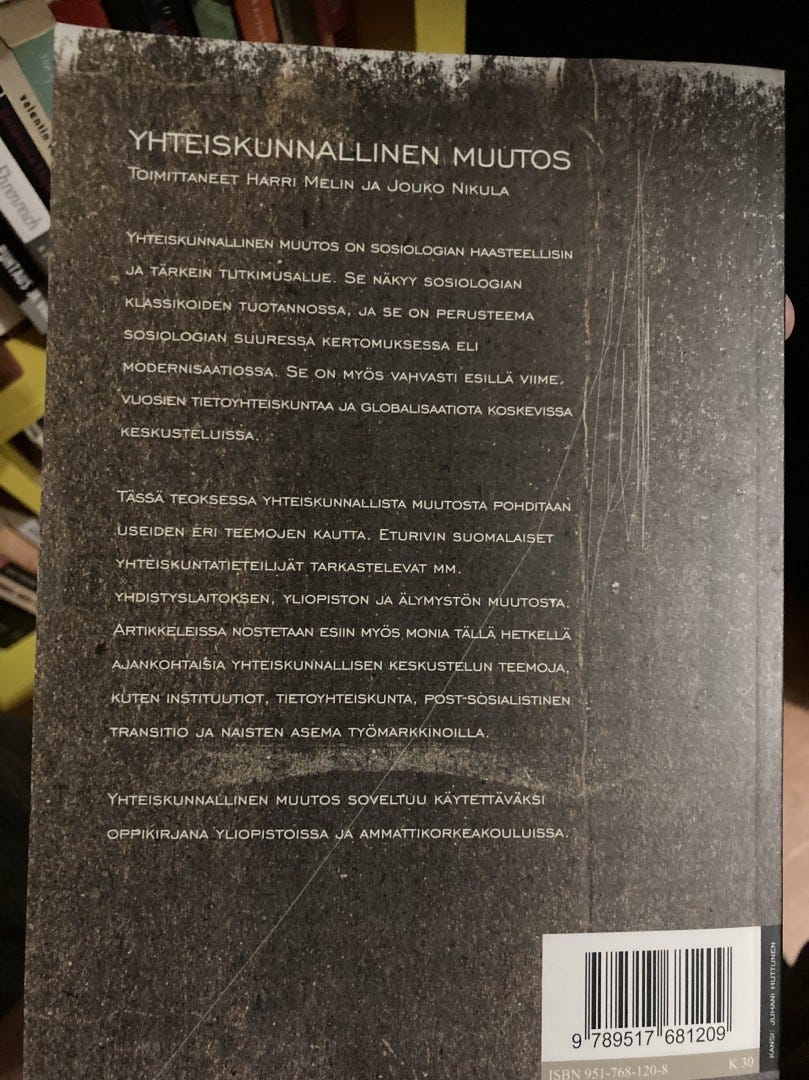 valentin
YHTEISKUNNALLINEN MUUTOS
TOIMITTANEET HARRI MELIN JA JOUKO NIKULA
YHTEISKUNNALLINEN MUUTOS ON SOSIOLOGIAN HAASTEELLISIN
JA TÄRKEIN TUTKIMUSALUE. SE NÄKYY SOSIOLOGIAN
KLASSIKOIDEN TUOTANNOSSA, JA SE ON PERUSTEEMA
SOSIOLOGIAN SUURESSA KERTOMUKSESSA ELI
MODERNISAATIOSSA. SE ON MYÖS VAHVASTI ESILLÄ VIIME-
VUOSIEN TIETOYHTEISKUNTAA JA GLOBALISAATIOTA KOSKEVISSA
KESKUSTELUISSA.
TÄSSÄ TEOKSESSA YHTEISKUNNALLISTA MUUTOSTA POHDITAAN
USEIDEN ERI TEEMOJEN KAUTTA. ETURIVIN SUOMALAISET
YHTEISKUNTATIETEILIJÄT TARKASTELEVAT MM.
YHDISTYSLAITOKSEN, YLIOPISTON JA ÄLYMYSTÖN MUUTOSTA.
ARTIKKELEISSA NOSTETAAN ESIIN MYÖS MONIA TÄLLÄ HETKELLÄ
AJANKOHTAISIA YHTEISKUNNALLISEN KESKUSTELUN TEEMOJA,
KUTEN INSTITUUTIOT, TIETOYHTEISKUNTA, POST-SOSIALISTINEN
TRANSITIO JA NAISTEN ASEMA TYÖMARKKINOILLA.
YHTEISKUNNALLINEN MUUTOS SOVELTUU KÄYTETTÄVÄKSI
OPPIKIRJANA YLIOPISTOISSA JA AMMATTIKORKEAKOULUISSA.
KANSI: JUHANI HUTTUNEN
9 789517 681209
ISBN 951-768-120-8 K 30